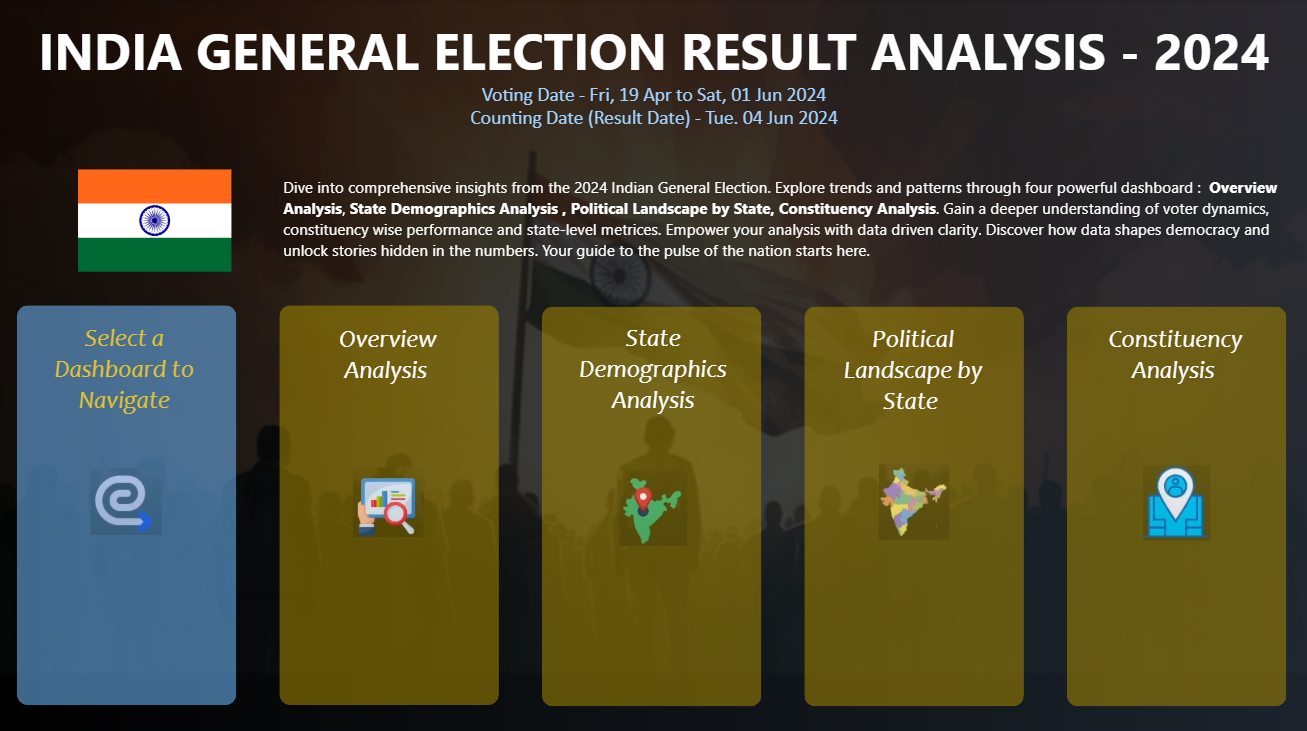 INDIA GENERAL ELECTION RESULT ANALYSIS - 2024
Voting Date - Fri, 19 Apr to Sat, 01 Jun 2024
Counting Date (Result Date) - Tue. 04 Jun 2024
Dive into comprehensive insights from the 2024 Indian General Election. Explore trends and patterns through four powerful dashboard : Overview
Analysis, State Demographics Analysis , Political Landscape by State, Constituency Analysis. Gain a deeper understanding of voter dynamics,
constituency wise performance and state-level metrices. Empower your analysis with data driven clarity. Discover how data shapes democracy and
unlock stories hidden in the numbers. Your guide to the pulse of the nation starts here.
Select a
Dashboard to
Navigate
Overview
Analysis
State
Demographics
Analysis
Political
Landscape by
State
Constituency
Analysis